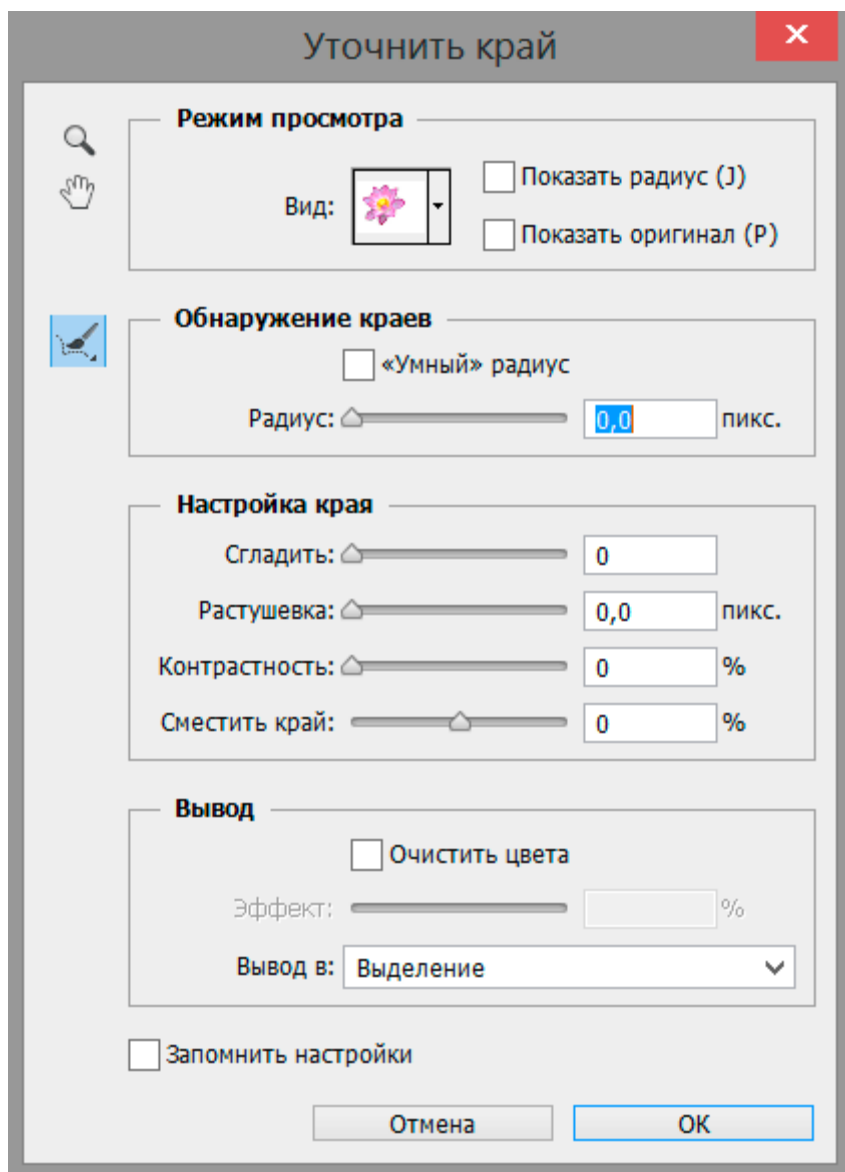 Уточнить край
Режим просмотра
Вид:
Показать радиус (J)
Показать оригинал (P)
Обнаружение краев
«Умный» радиус
Радиус: 0,0 пикс.
Настройка края
Сгладить: 0
Растушевка: 0,0 пикс.
Контрастность: 0 %
Сместить край: 0 %
Вывод
Очистить цвета
Эффект: %
Вывод в: Выделение
Запомнить настройки
Отмена OK